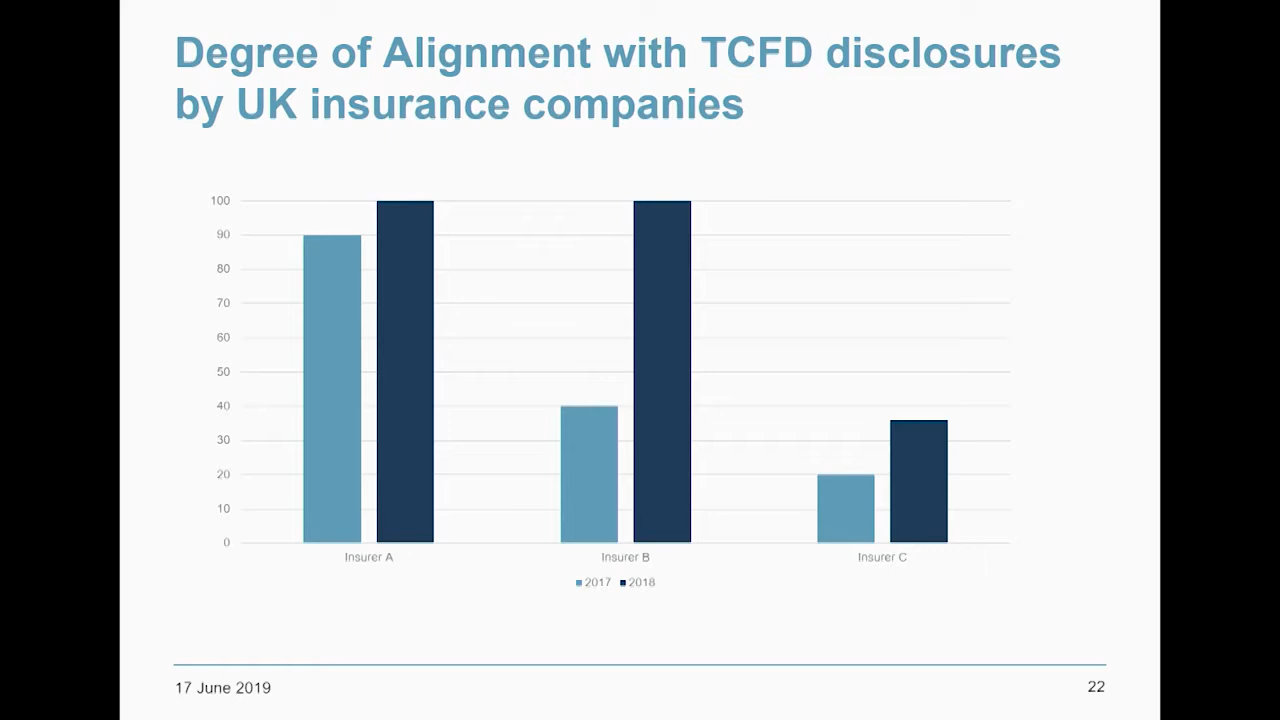 Degree of Alignment with TCFD disclosures
by UK insurance companies
100
90
80
70
60
50
40
30
20
10
0
Insurer A
Insurer B
Insurer C
2017
2018
17 June 2019
22